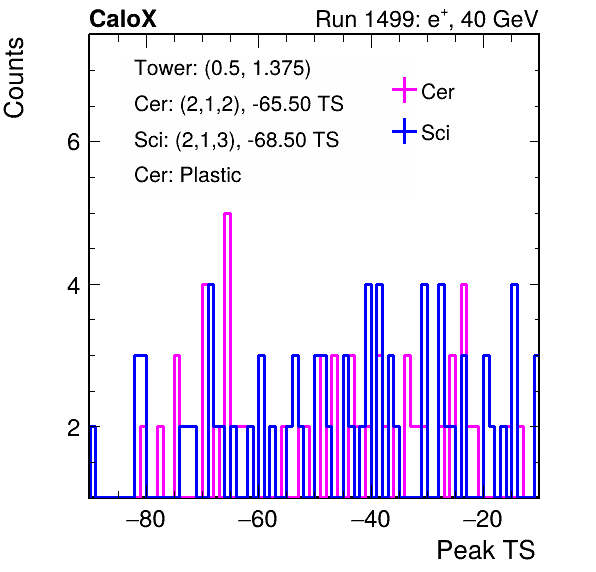 CaloX Run 1499: e⁺, 40 GeV
Counts
Tower: (0.5, 1.375)
Cer: (2,1,2), -65.50 TS
Sci: (2,1,3), -68.50 TS
Cer: Plastic
Cer
Sci
6
4
2
−80 −60 −40 −20
Peak TS